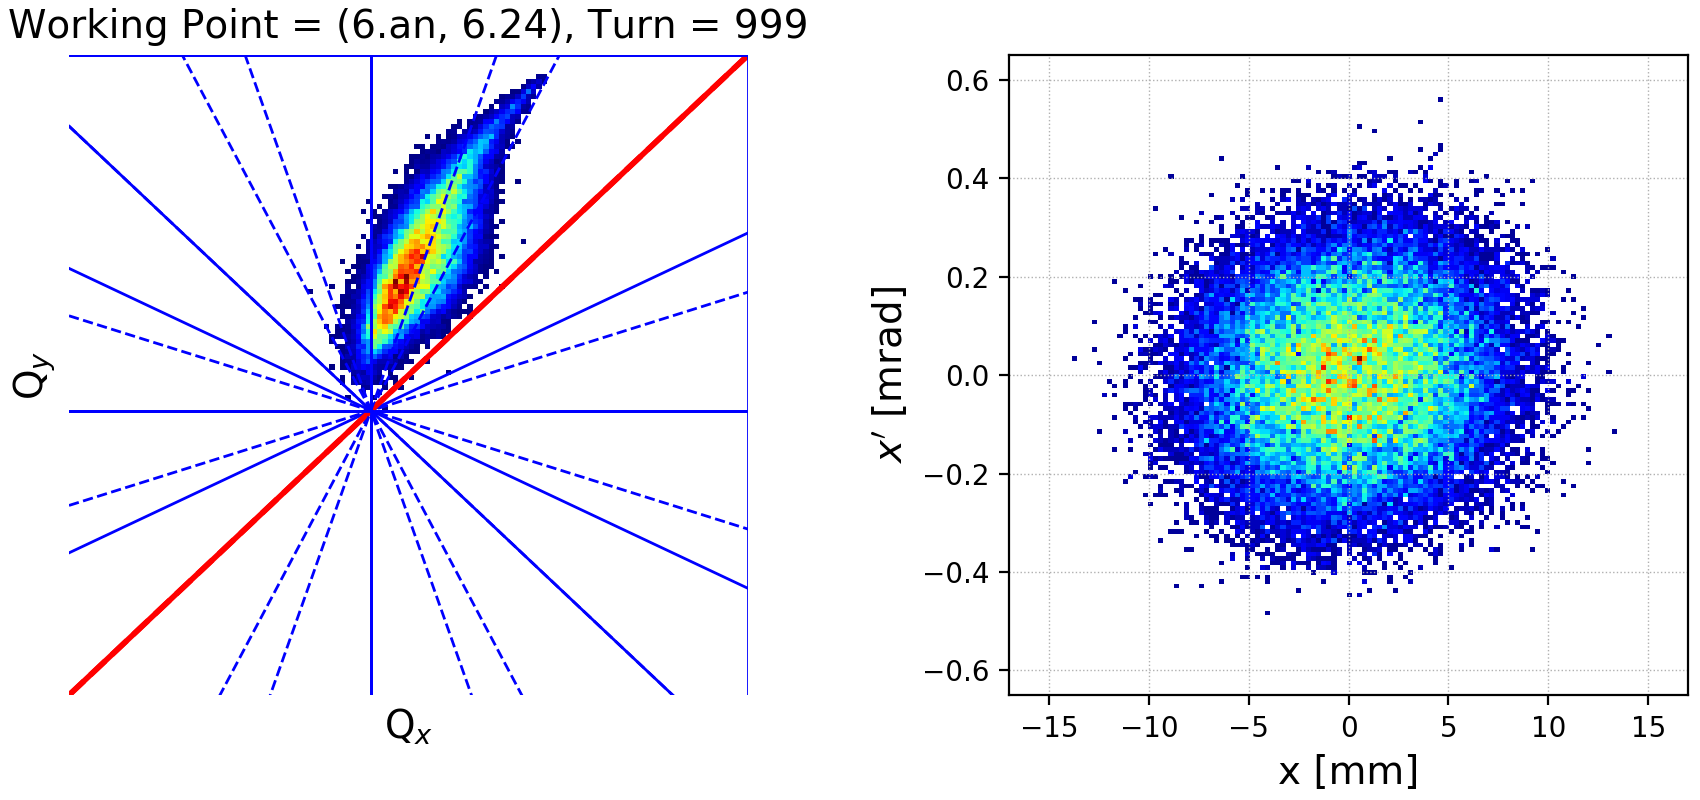 Working Point = (6.an, 6.24), Turn = 999
Q_y
Q_x
0.6
0.4
0.2
0.0
−0.2
−0.4
−0.6
x′ [mrad]
−15 −10 −5 0 5 10 15
x [mm]